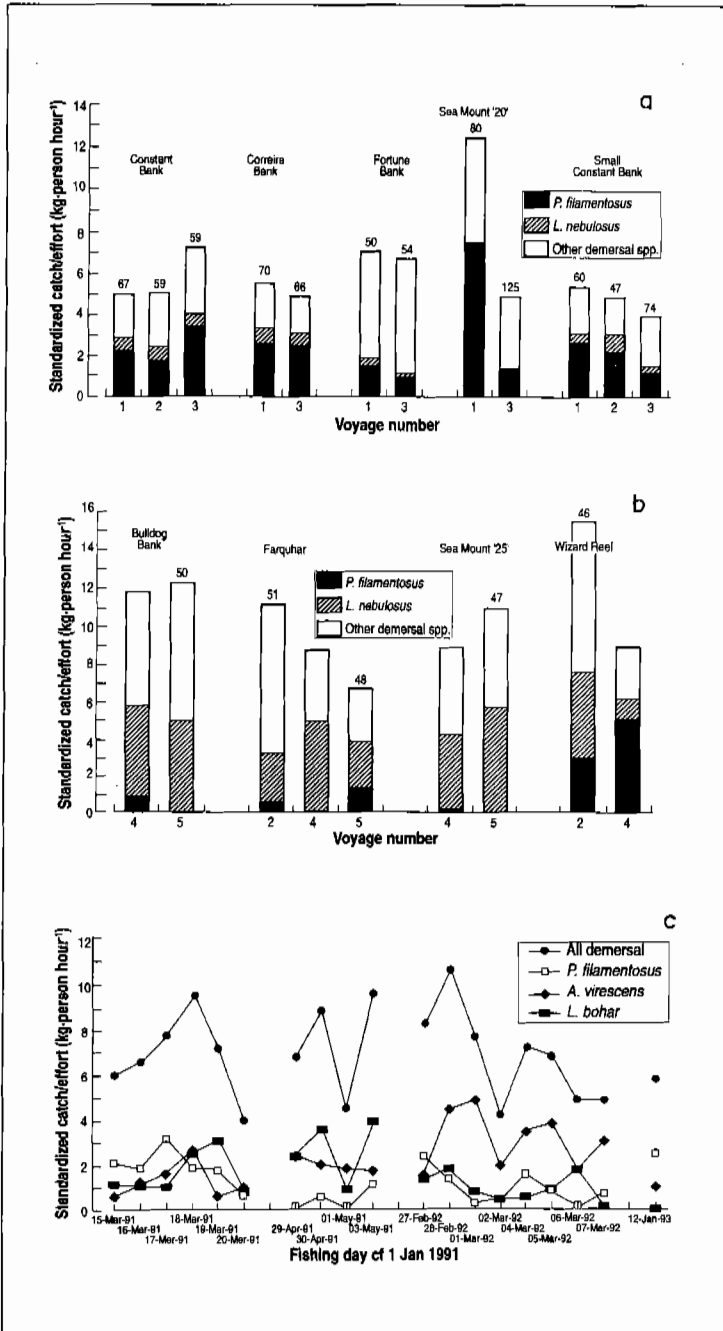 a
Standardized catch/effort (kg·person hour⁻¹)
14
12
10
8
6
4
2
0
Constant
Bank
Correira
Bank
Fortune
Bank
Sea Mount '20'
Small
Constant Bank
P. filamentosus
L. nebulosus
Other demersal spp.
67 59 59 70 66 50 54 80 125 60 47 74
1 2 3 1 3 1 3 1 3 1 2 3
Voyage number
b
Standardized catch/effort (kg·person hour⁻¹)
16
14
12
10
8
6
4
2
0
Bulldog
Bank
Farquhar
Sea Mount '25'
Wizard Reef
P. filamentosus
L. nebulosus
Other demersal spp.
50 51 48 47 46
4 5 2 4 5 4 5 2 4
Voyage number
c
Standardized catch/effort (kg·person hour⁻¹)
12
10
8
6
4
2
0
All demersal
P. filamentosus
A. virescens
L. bohar
15-Mar-91 18-Mar-91 29-Apr-91 01-May-91 27-Feb-92 02-Mar-92 06-Mar-92 12-Jan-93
16-Mar-91 19-Mar-91 30-Apr-91 03-May-91 28-Feb-92 04-Mar-92 07-Mar-92
17-Mer-91 20-Mer-91 01-Mar-92 05-Mar-92
Fishing day cf 1 Jan 1991